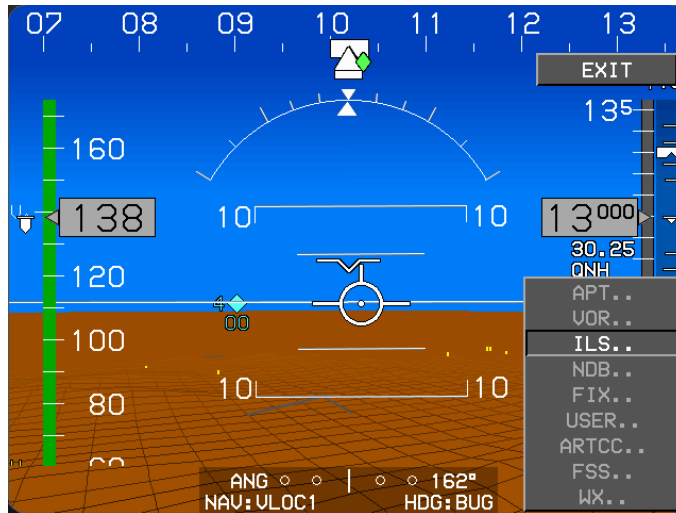 07 08 09 10 11 12 13
EXIT
135
160
138
10 10
13000
30.25
QNH
120
4
00
100
10 10
80
APT..
VOR..
ILS..
NDB..
FIX..
USER..
ARTCC..
FSS..
WX..
ANG 162°
NAV:VLOC1 HDG:BUG